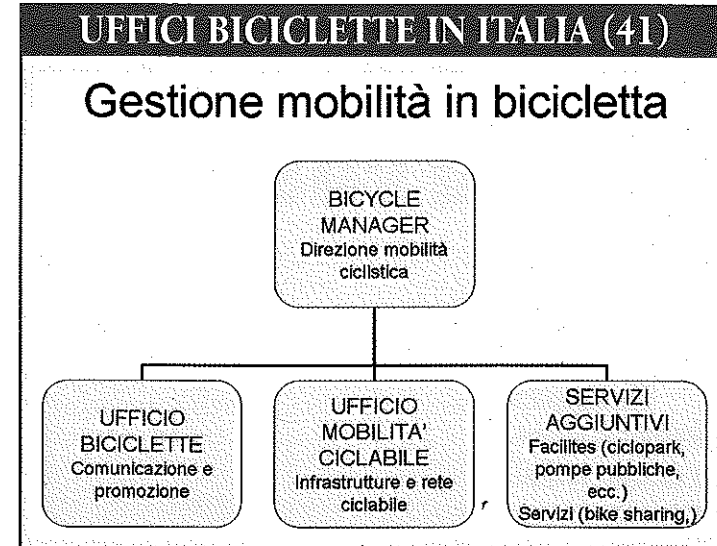 UFFICI BICICLETTE IN ITALIA (41)
Gestione mobilità in bicicletta
BICYCLE
MANAGER
Direzione mobilità
ciclistica
UFFICIO
BICICLETTE
Comunicazione e
promozione
UFFICIO
MOBILITA'
CICLABILE
Infrastrutture e rete
ciclabile
SERVIZI
AGGIUNTIVI
Facilites (ciclopark,
pompe pubbliche,
ecc.)
Servizi (bike sharing,)